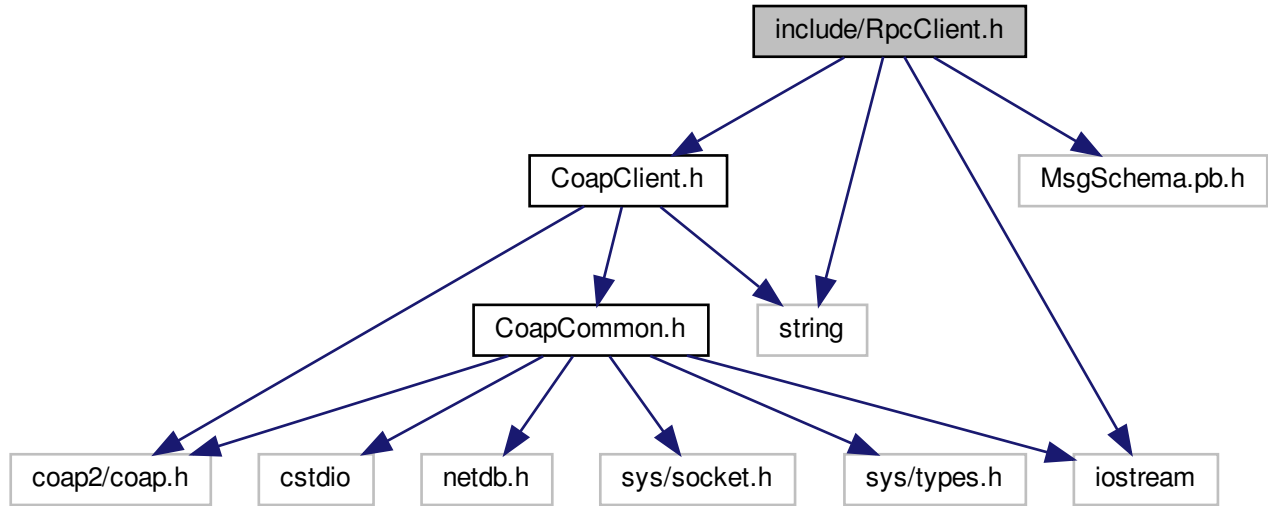 include/RpcClient.h
CoapClient.h
MsgSchema.pb.h
CoapCommon.h
string
coap2/coap.h
cstdio
netdb.h
sys/socket.h
sys/types.h
iostream